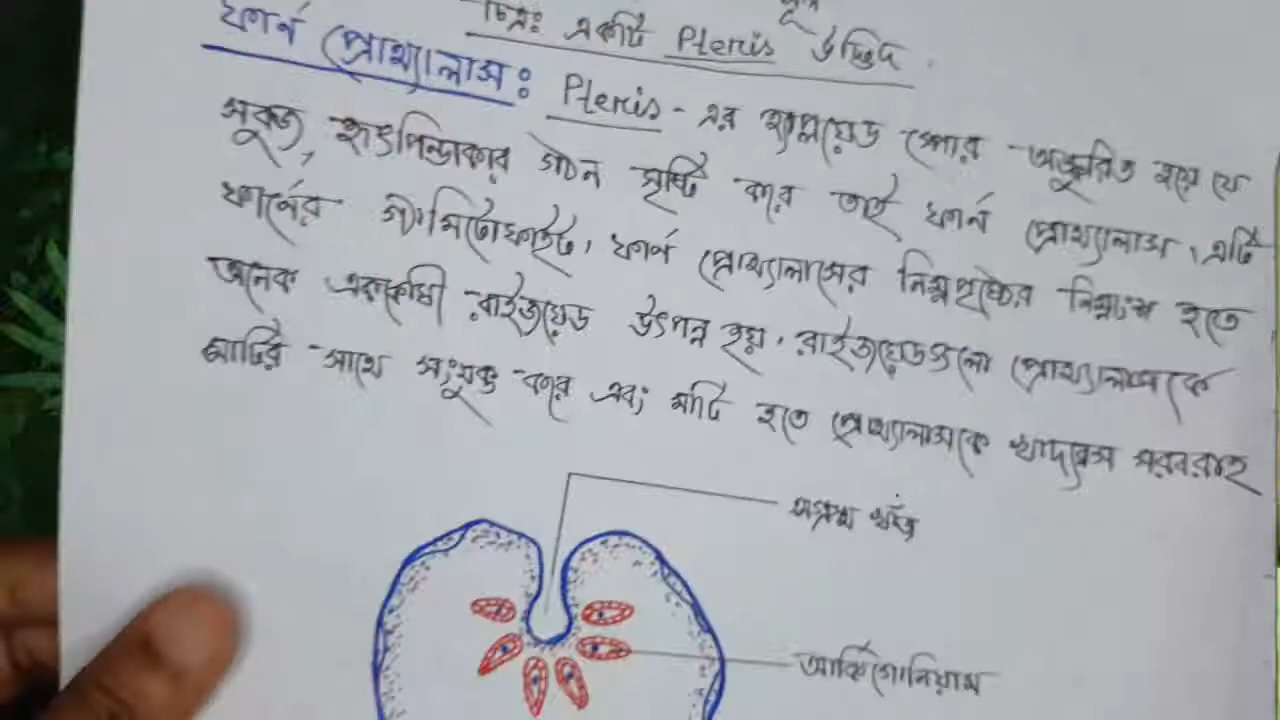 চিত্রঃ একটি Pteris উদ্ভিদ.
ফার্ন প্রোথ্যালাসঃ Pteris-এর হ্যাপ্লয়েড স্পোর অঙ্কুরিত হয়ে যে
সবুজ, হৃৎপিন্ডাকার গঠন সৃষ্টি করে তাই ফার্ন প্রোথ্যালাস। এটি
ফার্নের গ্যামিটোফাইট। ফার্ন প্রোথ্যালাসের নিম্নপৃষ্ঠের নিম্নাংশ হতে
অনেক এককোষী রাইজয়েড উৎপন্ন হয়। রাইজয়েডগুলো প্রোথ্যালাসকে
মাটির সাথে সংযুক্ত করে এবং মাটি হতে প্রোথ্যালাসকে খাদ্যরস সরবরাহ
অগ্রস্থ খাঁজ
আর্কিগোনিয়াম